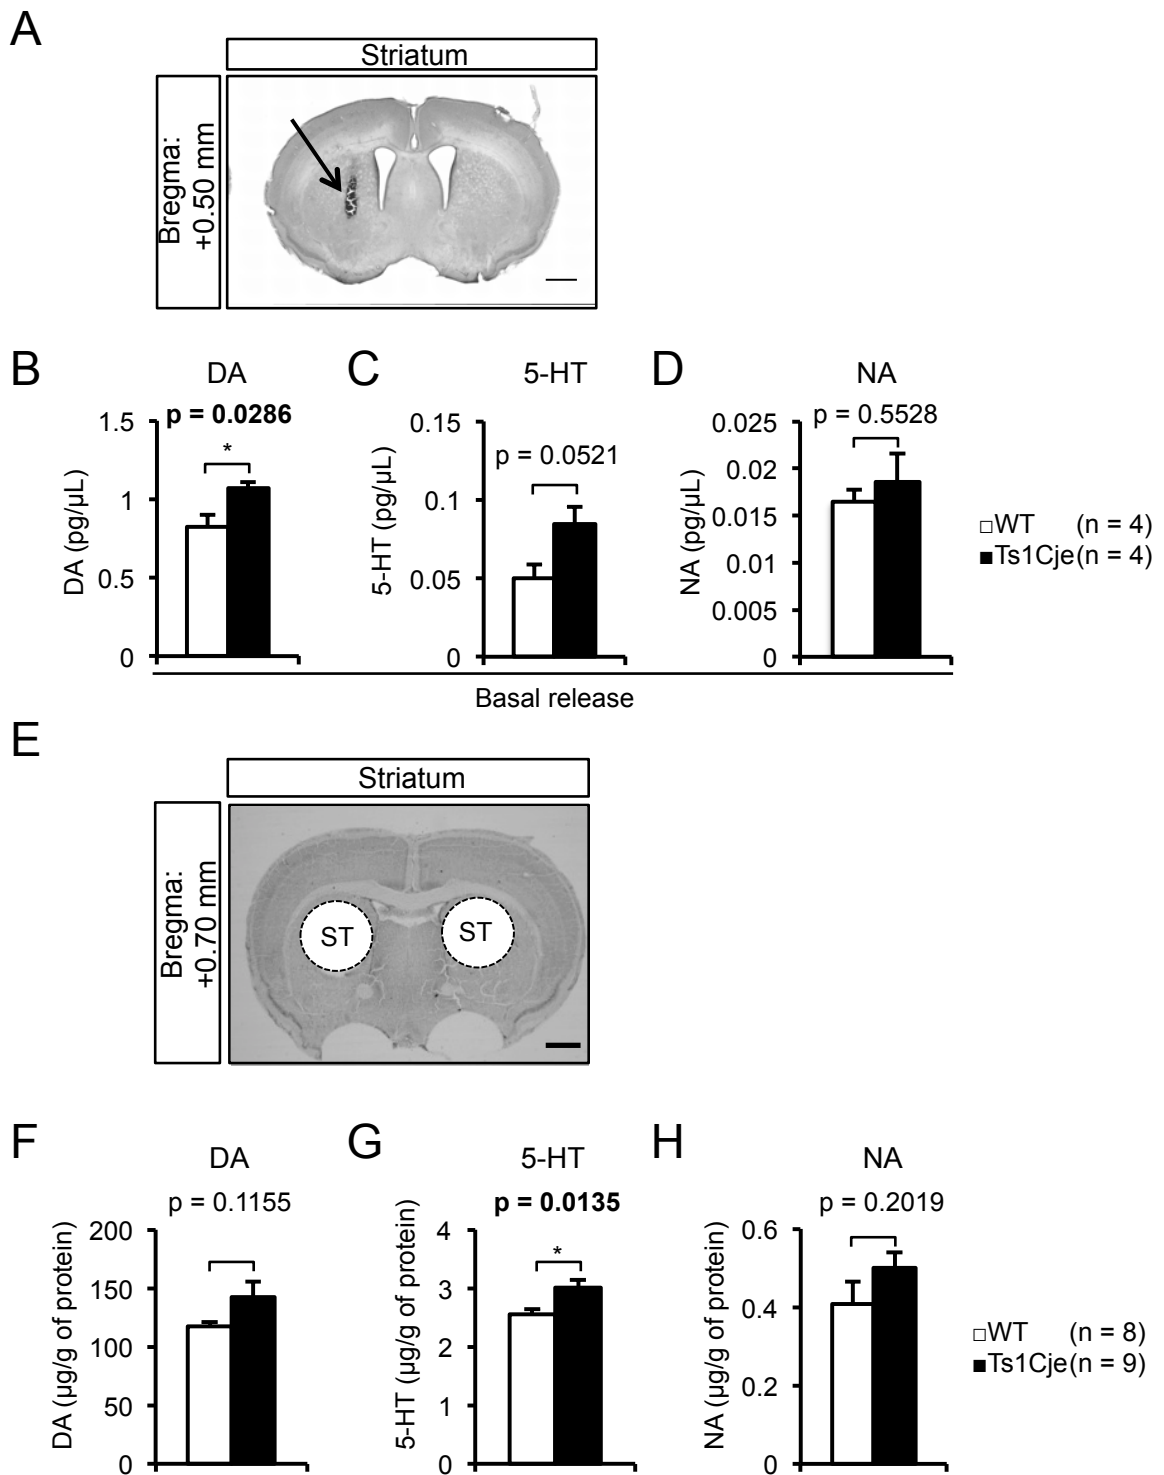 A
Striatum
Bregma:
+0.50 mm
B
DA
p = 0.0286
*
DA (pg/µL)
1.5
1
0.5
0
C
5-HT
p = 0.0521
5-HT (pg/µL)
0.15
0.1
0.05
0
D
NA
p = 0.5528
NA (pg/µL)
0.025
0.02
0.015
0.01
0.005
0
□WT (n = 4)
■Ts1Cje (n = 4)
Basal release
E
Striatum
Bregma:
+0.70 mm
ST
ST
F
DA
p = 0.1155
DA (µg/g of protein)
200
150
100
50
0
G
5-HT
p = 0.0135
*
5-HT (µg/g of protein)
4
3
2
1
0
H
NA
p = 0.2019
NA (µg/g of protein)
0.6
0.4
0.2
0
□WT (n = 8)
■Ts1Cje (n = 9)